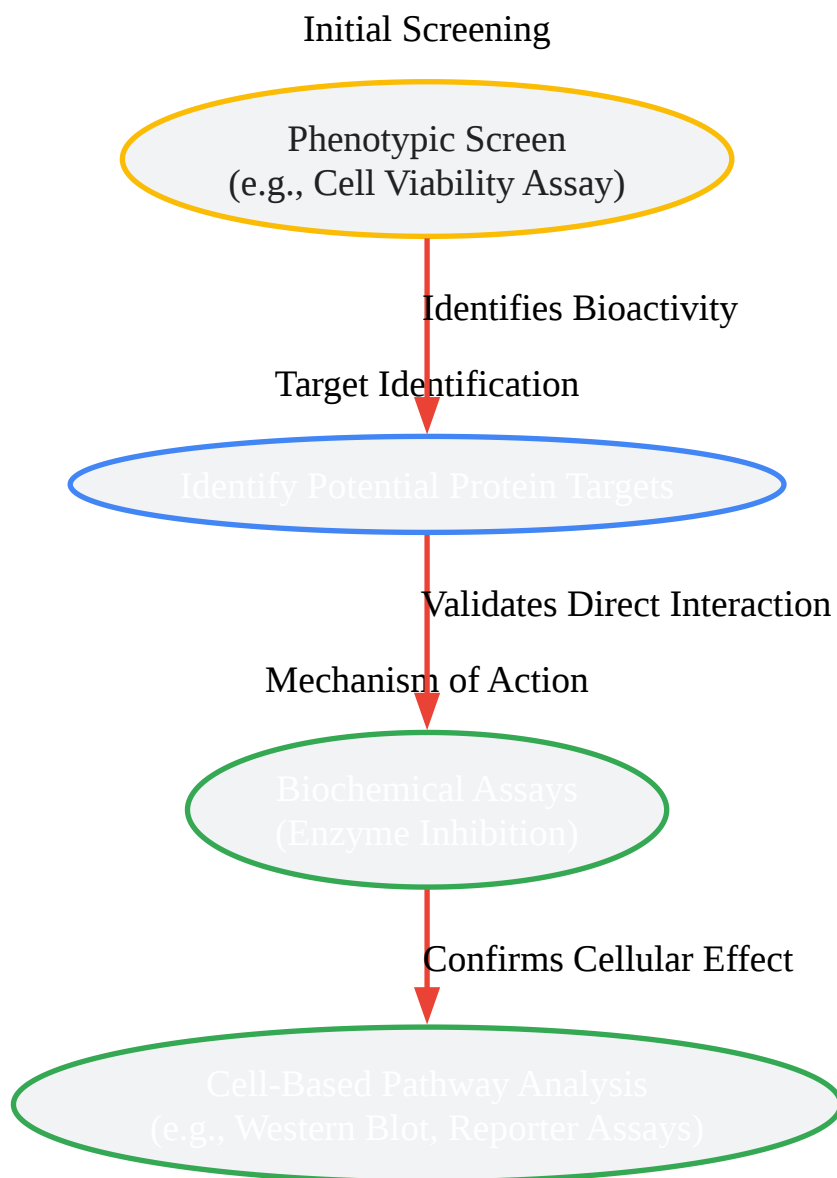 Initial Screening
Phenotypic Screen
(e.g., Cell Viability Assay)
Identifies Bioactivity
Target Identification
Identify Potential Protein Targets
Validates Direct Interaction
Mechanism of Action
Biochemical Assays
(Enzyme Inhibition)
Confirms Cellular Effect
Cell-Based Pathway Analysis
(e.g., Western Blot, Reporter Assays)